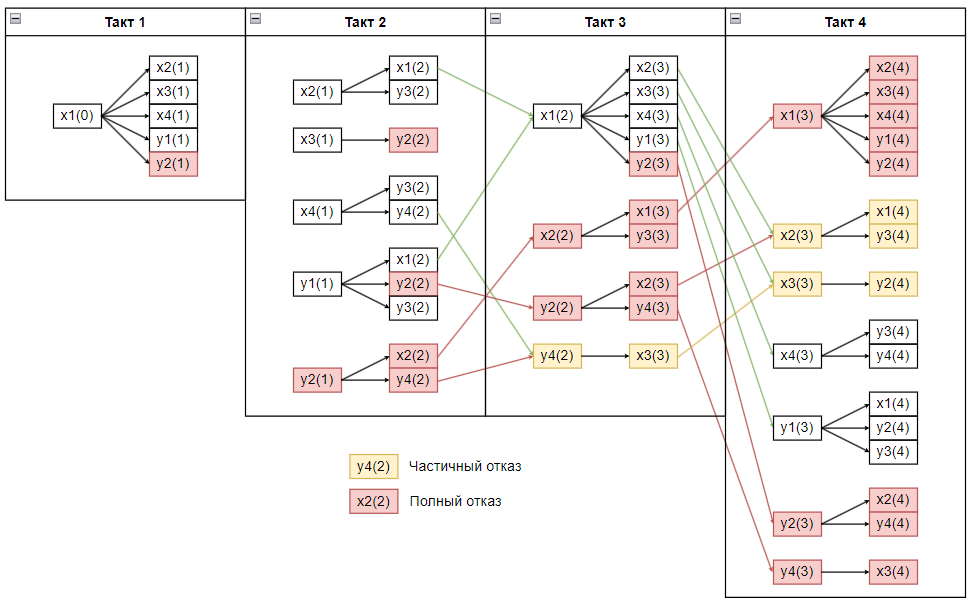 Такт 1
Такт 2
Такт 3
Такт 4
x1(0)
x2(1)
x3(1)
x4(1)
y1(1)
y2(1)
x2(1)
x1(2)
y3(2)
x3(1)
y2(2)
x4(1)
y3(2)
y4(2)
y1(1)
x1(2)
y2(2)
y3(2)
y2(1)
x2(2)
y4(2)
x1(2)
x2(3)
x3(3)
x4(3)
y1(3)
y2(3)
x2(2)
x1(3)
y3(3)
y2(2)
x2(3)
y4(3)
y4(2)
x3(3)
x1(3)
x2(4)
x3(4)
x4(4)
y1(4)
y2(4)
x2(3)
x1(4)
y3(4)
x3(3)
y2(4)
x4(3)
y3(4)
y4(4)
y1(3)
x1(4)
y2(4)
y3(4)
y2(3)
x2(4)
y4(4)
y4(3)
x3(4)
y4(2) Частичный отказ
x2(2) Полный отказ